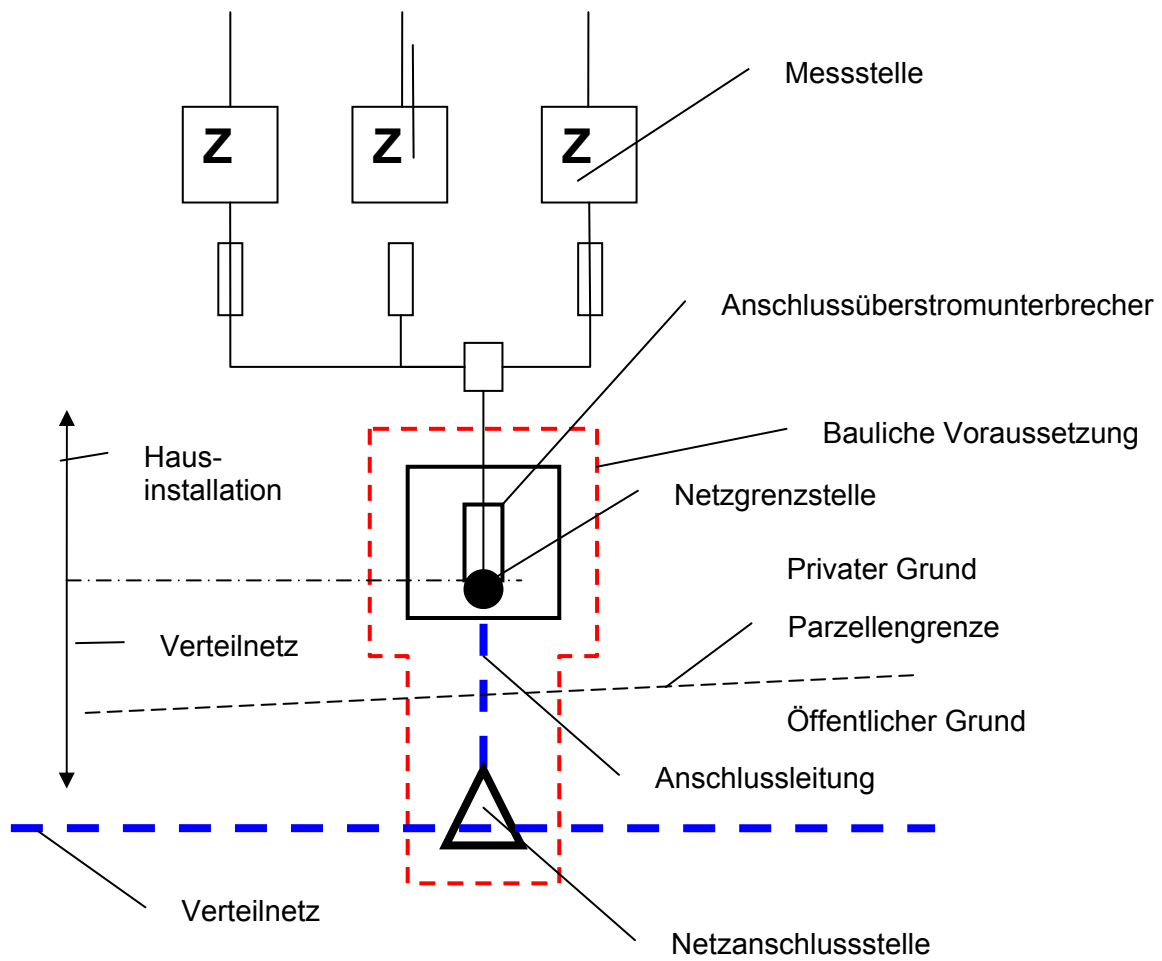 Messstelle
Z Z Z
Anschlussüberstromunterbrecher
Bauliche Voraussetzung
Haus-
installation
Netzgrenzstelle
Privater Grund
Parzellengrenze
Verteilnetz
Öffentlicher Grund
Anschlussleitung
Verteilnetz
Netzanschlussstelle